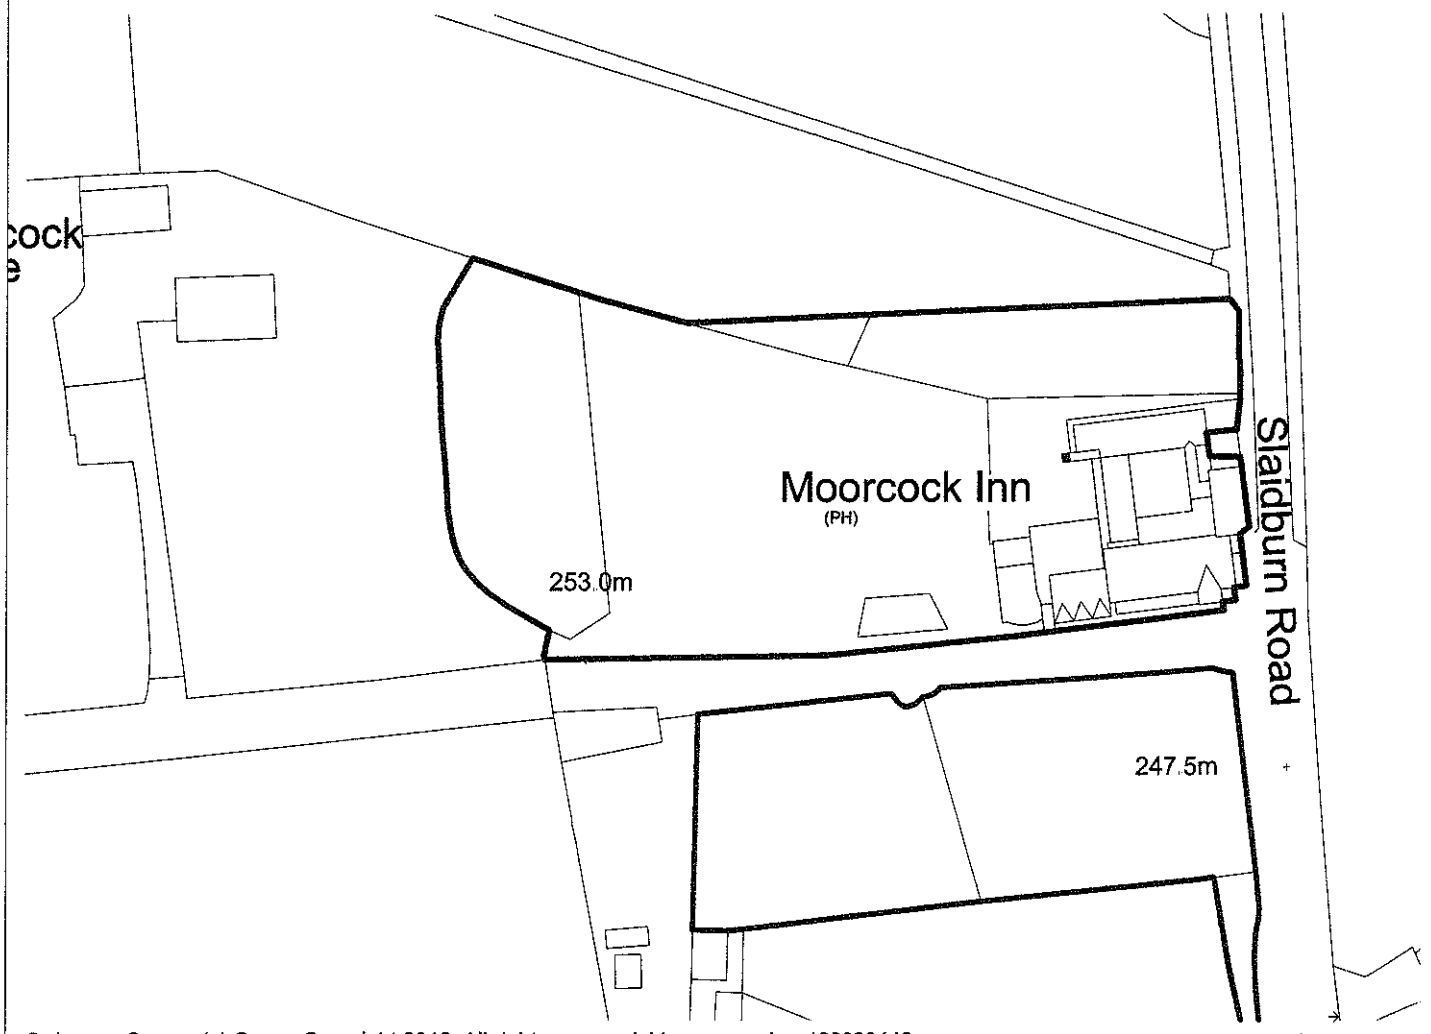 cock
e
Moorcock Inn
(PH)
253.0m
Slaidburn Road
247.5m